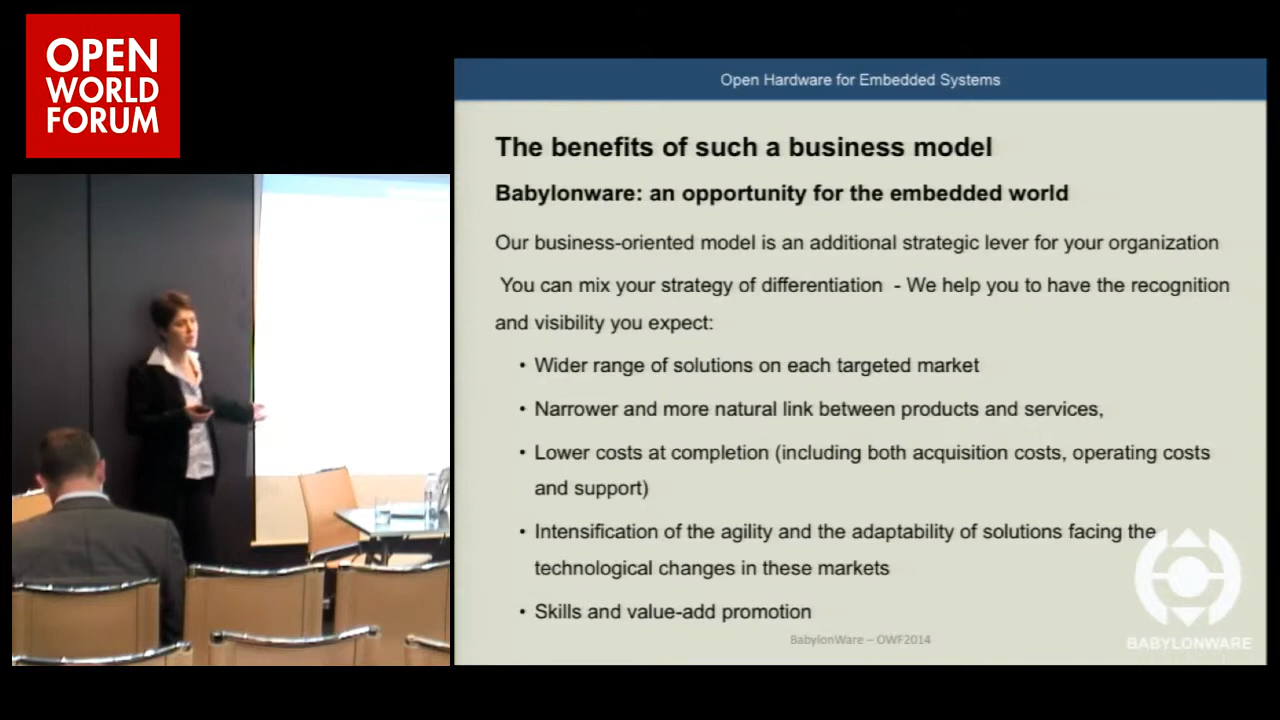 OPEN
WORLD
FORUM
Open Hardware for Embedded Systems
The benefits of such a business model
Babylonware: an opportunity for the embedded world
Our business-oriented model is an additional strategic lever for your organization
You can mix your strategy of differentiation - We help you to have the recognition
and visibility you expect:
• Wider range of solutions on each targeted market
• Narrower and more natural link between products and services,
• Lower costs at completion (including both acquisition costs, operating costs
and support)
• Intensification of the agility and the adaptability of solutions facing the
technological changes in these markets
• Skills and value-add promotion
BabylonWare – OWF2014
BABYLONWARE